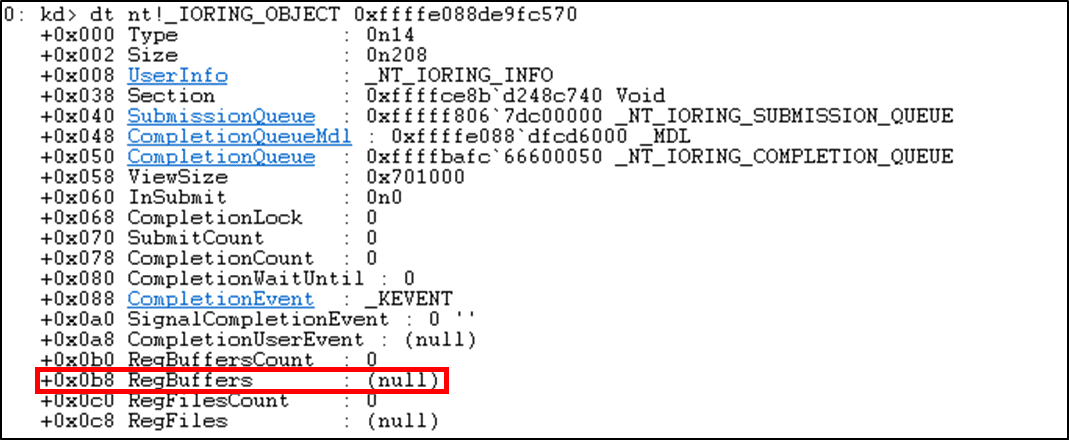 0: kd> dt nt!_IORING_OBJECT 0xffffe088de9fc570
+0x000 Type : 0n14
+0x002 Size : 0n208
+0x008 UserInfo : _NT_IORING_INFO
+0x038 Section : 0xffffce8b`d248c740 Void
+0x040 SubmissionQueue : 0xfffff806`7dc00000 _NT_IORING_SUBMISSION_QUEUE
+0x048 CompletionQueueMdl : 0xffffe088`dfcd6000 _MDL
+0x050 CompletionQueue : 0xffffbafc`66600050 _NT_IORING_COMPLETION_QUEUE
+0x058 ViewSize : 0x701000
+0x060 InSubmit : 0n0
+0x068 CompletionLock : 0
+0x070 SubmitCount : 0
+0x078 CompletionCount : 0
+0x080 CompletionWaitUntil : 0
+0x088 CompletionEvent : _KEVENT
+0x0a0 SignalCompletionEvent : 0 ''
+0x0a8 CompletionUserEvent : (null)
+0x0b0 RegBuffersCount : 0
+0x0b8 RegBuffers : (null)
+0x0c0 RegFilesCount : 0
+0x0c8 RegFiles : (null)